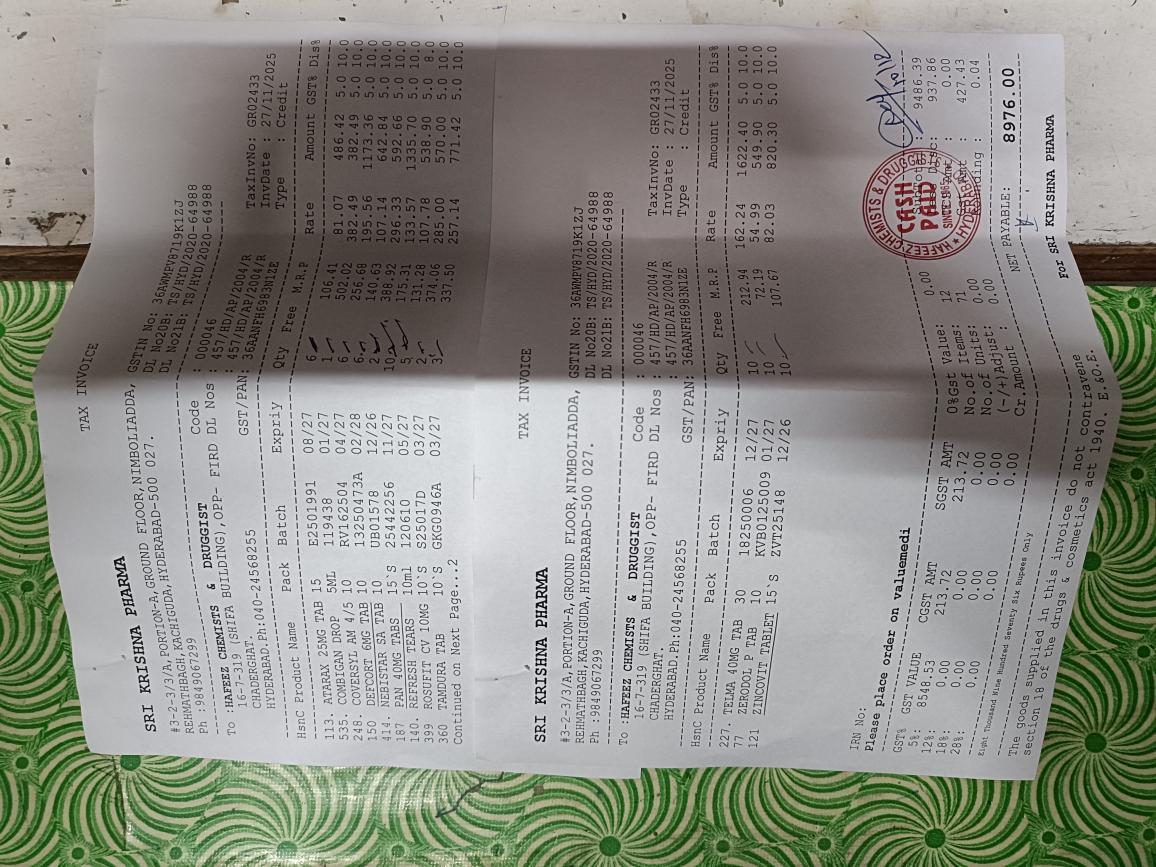 TAX INVOICE
SRI KRISHNA PHARMA
#3-2-3/3/A, PORTION-A,GROUND FLOOR,NIMBOLIADDA, GSTIN No: 36AWMPV8719K1ZJ
REHMATHBAGH,KACHIGUDA,HYDERABAD-500 027. DL No20B: TS/HYD/2020-64988
Ph :9849067299 DL No21B: TS/HYD/2020-64988
To :HAFEEZ CHEMISTS & DRUGGIST Code : 000046
16-7-319 (SHIFA BUILDING),OPP- FIRD DL Nos : 457/HD/AP/2004/R TaxInvNo: GR02433
CHADERGHAT. : 457/HD/AP/2004/R InvDate : 27/11/2025
HYDERABAD.Ph:040-24568255 GST/PAN: 36AANFH6983N1ZE Type : Credit
HsnC Product Name Pack Batch Expriy Qty Free M.R.P Rate Amount GST% Dis%
113. ATARAX 25MG TAB 15 E2501991 08/27 6 106.41 81.07 486.42 5.0 10.0
535. COMBIGAN DROP 5ML 119438 01/27 1 502.02 382.49 382.49 5.0 10.0
248. COVERSYL AM 4/5 10 RV162504 04/27 6 256.68 195.56 1173.36 5.0 10.0
150 DEFCORT 6MG TAB 10 13250473A 02/28 6 140.63 107.14 642.84 5.0 10.0
414. NEBISTAR SA TAB 10 UB01578 12/26 2 388.92 296.33 592.66 5.0 10.0
187 PAN 40MG TABS 15`S 25442256 11/27 10 175.31 133.57 1335.70 5.0 10.0
140. REFRESH TEARS 10ml 120610 05/27 5 131.28 107.78 538.90 5.0 8.0
399 ROSUFIT CV 10MG 10`S S25017D 03/27 2 374.06 285.00 570.00 5.0 10.0
360 TAMDURA TAB 10`S GKG0946A 03/27 3 337.50 257.14 771.42 5.0 10.0
Continued on Next Page...2
TAX INVOICE
SRI KRISHNA PHARMA
#3-2-3/3/A, PORTION-A,GROUND FLOOR,NIMBOLIADDA, GSTIN No: 36AWMPV8719K1ZJ
REHMATHBAGH,KACHIGUDA,HYDERABAD-500 027. DL No20B: TS/HYD/2020-64988
Ph :9849067299 DL No21B: TS/HYD/2020-64988
To :HAFEEZ CHEMISTS & DRUGGIST Code : 000046
16-7-319 (SHIFA BUILDING),OPP- FIRD DL Nos : 457/HD/AP/2004/R TaxInvNo: GR02433
CHADERGHAT. : 457/HD/AP/2004/R InvDate : 27/11/2025
HYDERABAD.Ph:040-24568255 GST/PAN: 36AANFH6983N1ZE Type : Credit
HsnC Product Name Pack Batch Expriy Qty Free M.R.P Rate Amount GST% Dis%
227. TELMA 40MG TAB 30 18250006 12/27 10 212.94 162.24 1622.40 5.0 10.0
77 ZERODOL P TAB 10 KVB0125009 01/27 10 72.19 54.99 549.90 5.0 10.0
121 ZINCOVIT TABLET 15`S ZVT25148 12/26 10 107.67 82.03 820.30 5.0 10.0
IRN No:
Please place order on valuemedi
HAFEEZ CHEMISTS & DRUGGIST
CASH
PAID
SINCE
HYDERABAD
GST% GST VALUE CGST AMT SGST AMT 0%Gst Value: 0.00 9486.39
5%: 8548.53 213.72 213.72 No.of Items: 12 937.86
12%: 0.00 0.00 0.00 No.of Units: 71 0.00
18%: 0.00 0.00 0.00 (-/+)Adjust: 0.00 427.43
28%: 0.00 0.00 0.00 Cr.Amount : 0.00 0.04
Eight Thousand Nine Hundred Seventy Six Rupees Only NET PAYABLE: 8976.00
The goods supplied in this invoice do not contravene
section 18 of the drugs & cosmetics act 1940. E.&O.E. For SRI KRISHNA PHARMA